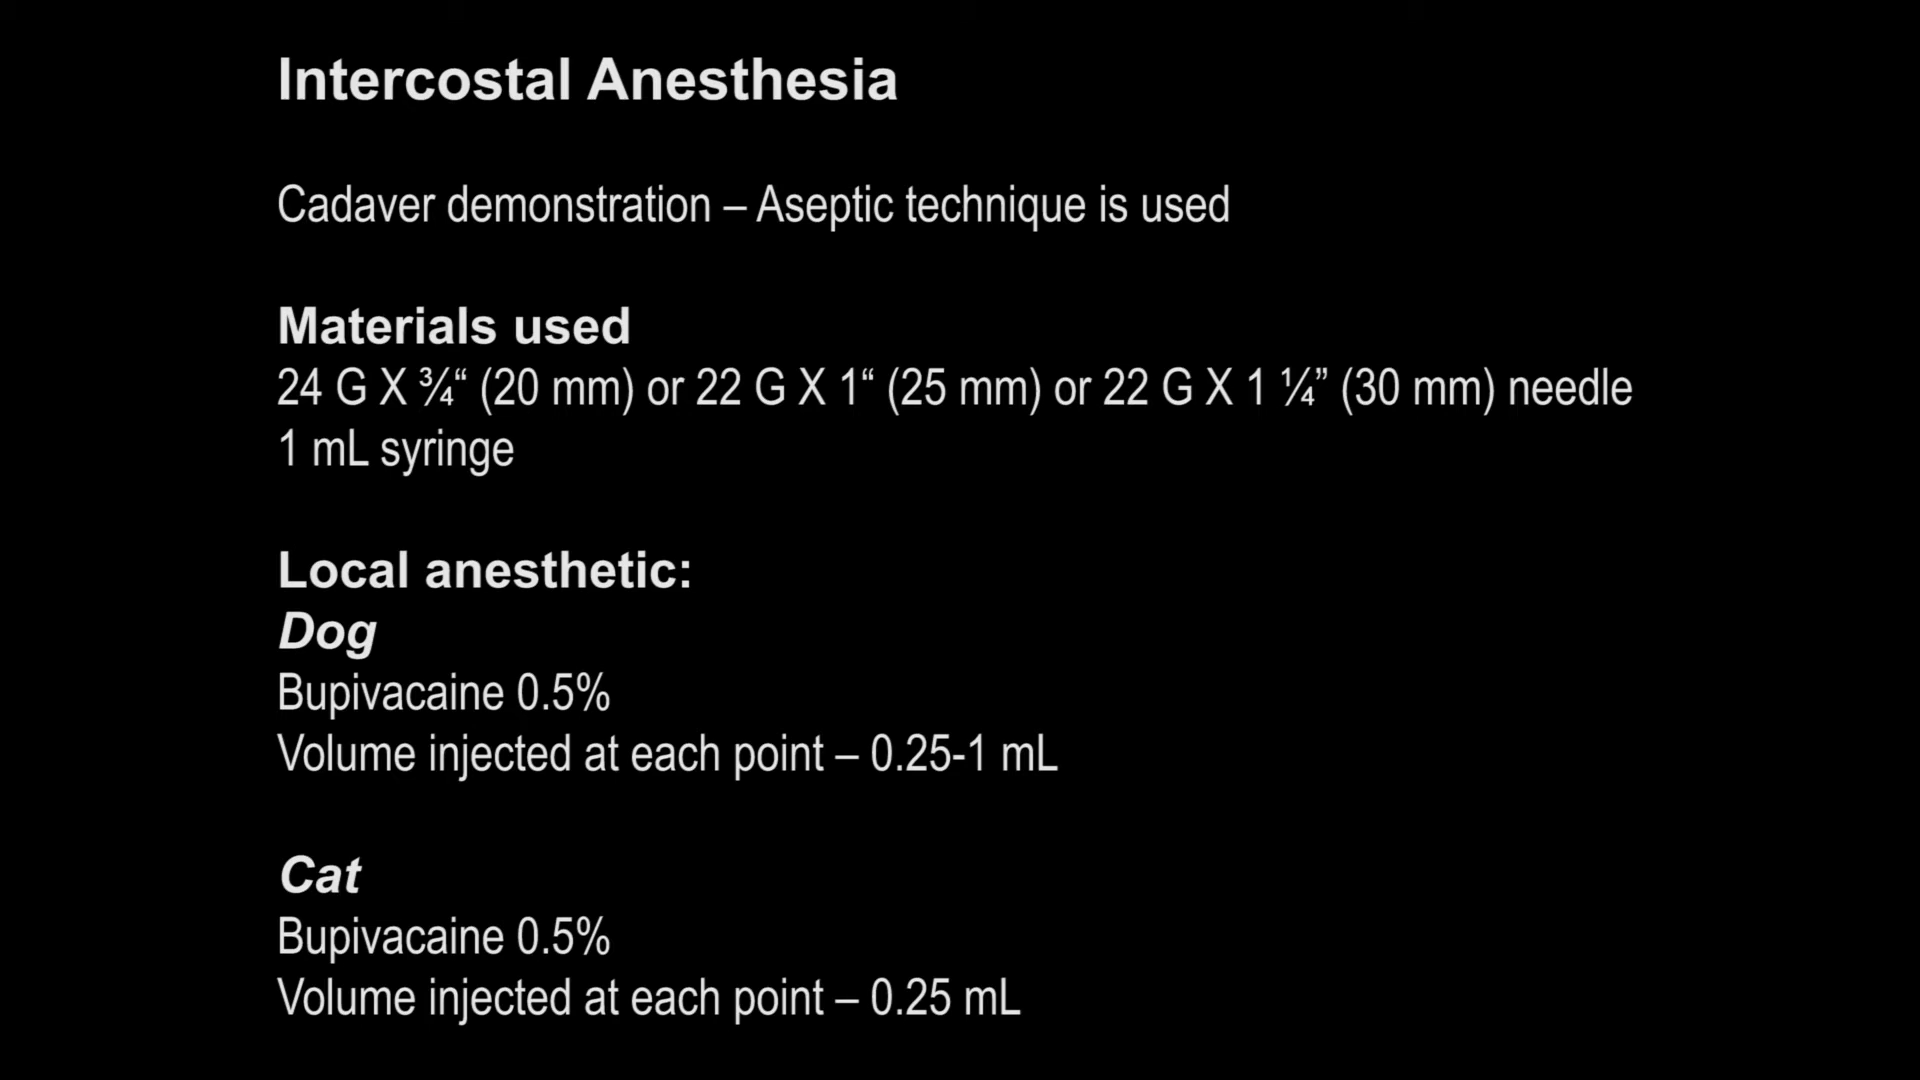 Intercostal Anesthesia
Cadaver demonstration – Aseptic technique is used
Materials used
24 G X ¾“ (20 mm) or 22 G X 1“ (25 mm) or 22 G X 1 ¼” (30 mm) needle
1 mL syringe
Local anesthetic:
Dog
Bupivacaine 0.5%
Volume injected at each point – 0.25-1 mL
Cat
Bupivacaine 0.5%
Volume injected at each point – 0.25 mL